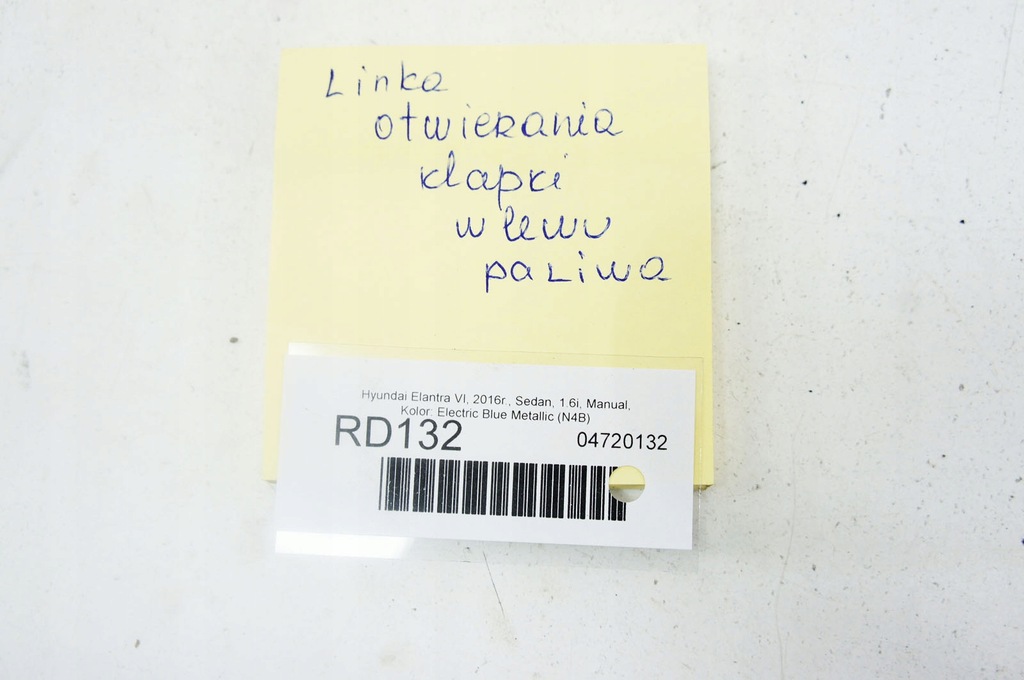 Linka
otwierania
klapki
wlewu
paliwa
Hyundai Elantra VI, 2016r., Sedan, 1.6i, Manual,
Kolor: Electric Blue Metallic (N4B)
RD132 04720132